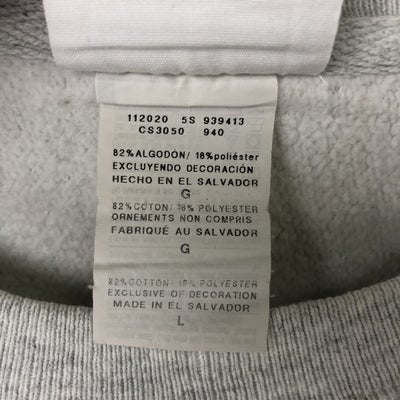 112020 5S 939413
CS3050 940
82%ALGODÓN/ 18%poliéster
EXCLUYENDO DECORACIÓN
HECHO EN EL SALVADOR
G
82%COTON/ 18% POLYESTER
ORNEMENTS NON COMPRIS
FABRIQUÉ AU SALVADOR
G
82%COTTON/ 18% POLYESTER
EXCLUSIVE OF DECORATION
MADE IN EL SALVADOR
L